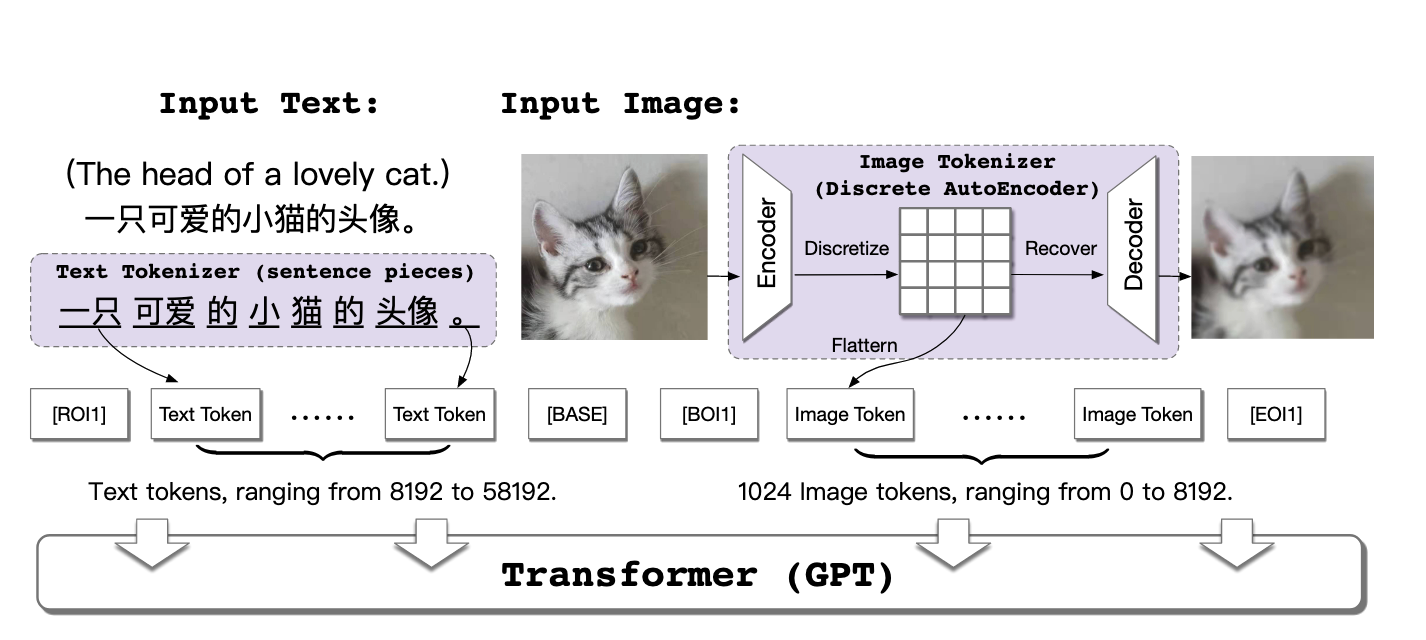 Input Text:
Input Image:
(The head of a lovely cat.)
一只可爱的小猫的头像。
Text Tokenizer (sentence pieces)
一只 可爱 的 小 猫 的 头像 。
Image Tokenizer
(Discrete AutoEncoder)
Encoder
Discretize
Recover
Decoder
Flattern
[ROI1]
Text Token
......
Text Token
[BASE]
[BOI1]
Image Token
......
Image Token
[EOI1]
Text tokens, ranging from 8192 to 58192.
1024 Image tokens, ranging from 0 to 8192.
Transformer (GPT)